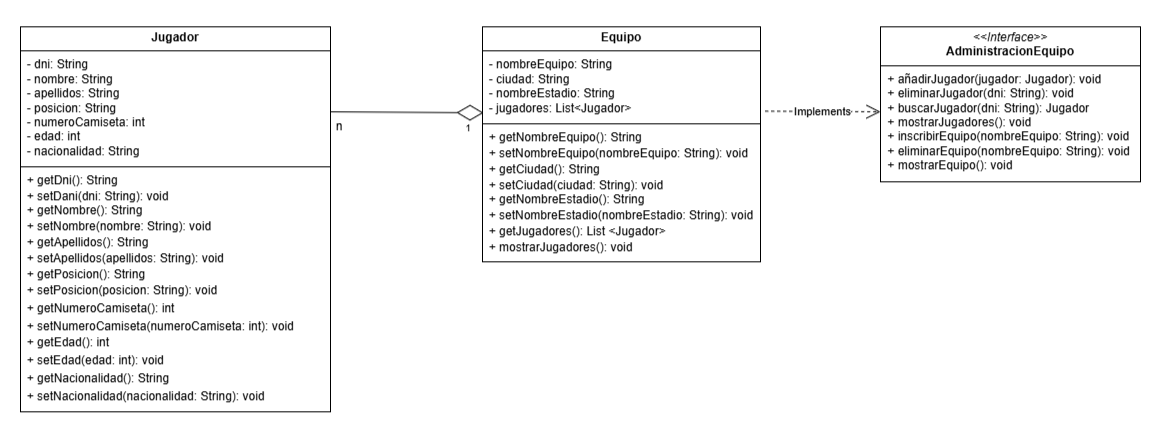 Jugador
- dni: String
- nombre: String
- apellidos: String
- posicion: String
- numeroCamiseta: int
- edad: int
- nacionalidad: String
+ getDni(): String
+ setDani(dni: String): void
+ getNombre(): String
+ setNombre(nombre: String): void
+ getApellidos(): String
+ setApellidos(apellidos: String): void
+ getPosicion(): String
+ setPosicion(posicion: String): void
+ getNumeroCamiseta(): int
+ setNumeroCamiseta(numeroCamiseta: int): void
+ getEdad(): int
+ setEdad(edad: int): void
+ getNacionalidad(): String
+ setNacionalidad(nacionalidad: String): void
n
1
Equipo
- nombreEquipo: String
- ciudad: String
- nombreEstadio: String
- jugadores: List<Jugador>
+ getNombreEquipo(): String
+ setNombreEquipo(nombreEquipo: String): void
+ getCiudad(): String
+ setCiudad(ciudad: String): void
+ getNombreEstadio(): String
+ setNombreEstadio(nombreEstadio: String): void
+ getJugadores(): List <Jugador>
+ mostrarJugadores(): void
Implements
<<Interface>>
AdministracionEquipo
+ añadirJugador(jugador: Jugador): void
+ eliminarJugador(dni: String): void
+ buscarJugador(dni: String): Jugador
+ mostrarJugadores(): void
+ inscribirEquipo(nombreEquipo: String): void
+ eliminarEquipo(nombreEquipo: String): void
+ mostrarEquipo(): void